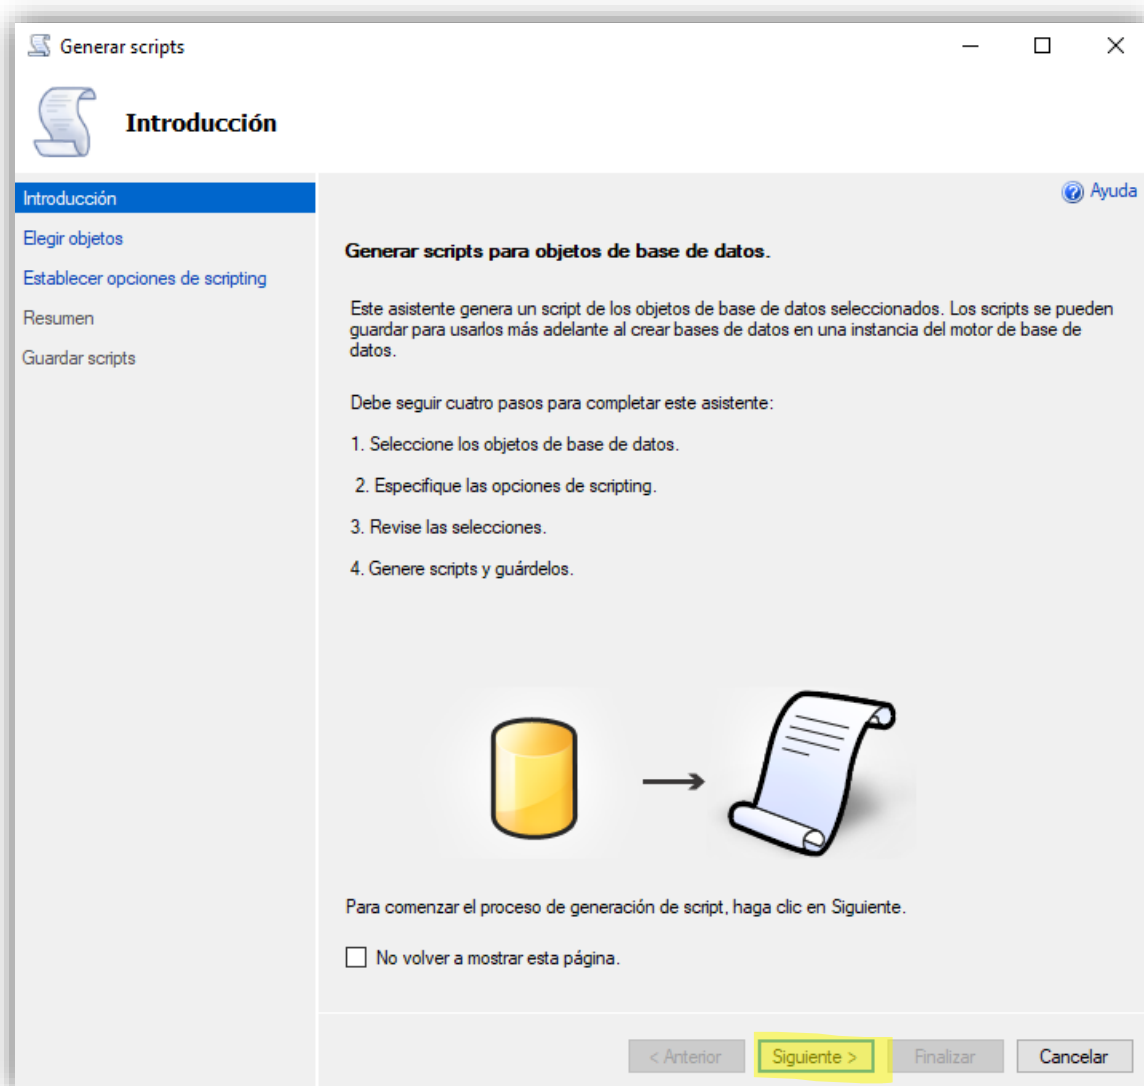 Generar scripts
Introducción
Introducción
Elegir objetos
Establecer opciones de scripting
Resumen
Guardar scripts
Ayuda
Generar scripts para objetos de base de datos.
Este asistente genera un script de los objetos de base de datos seleccionados. Los scripts se pueden
guardar para usarlos más adelante al crear bases de datos en una instancia del motor de base de
datos.
Debe seguir cuatro pasos para completar este asistente:
1. Seleccione los objetos de base de datos.
2. Especifique las opciones de scripting.
3. Revise las selecciones.
4. Genere scripts y guárdelos.
Para comenzar el proceso de generación de script, haga clic en Siguiente.
No volver a mostrar esta página.
< Anterior
Siguiente >
Finalizar
Cancelar